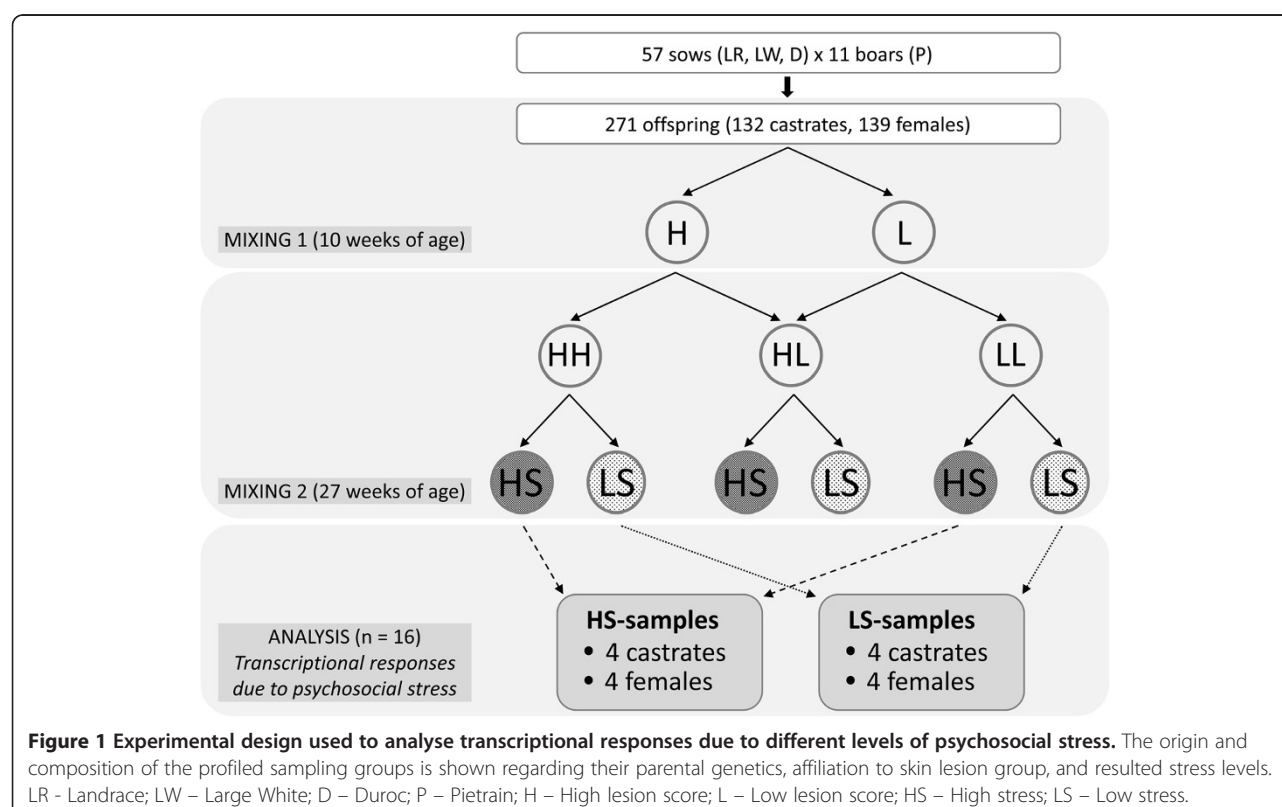 57 sows (LR, LW, D) x 11 boars (P)
271 offspring (132 castrates, 139 females)
MIXING 1 (10 weeks of age)
H
L
HH
HL
LL
MIXING 2 (27 weeks of age)
HS
LS
HS
LS
HS
LS
ANALYSIS (n = 16)
Transcriptional responses
due to psychosocial stress
HS-samples
• 4 castrates
• 4 females
LS-samples
• 4 castrates
• 4 females
Figure 1 Experimental design used to analyse transcriptional responses due to different levels of psychosocial stress. The origin and
composition of the profiled sampling groups is shown regarding their parental genetics, affiliation to skin lesion group, and resulted stress levels.
LR - Landrace; LW – Large White; D – Duroc; P – Pietrain; H – High lesion score; L – Low lesion score; HS – High stress; LS – Low stress.